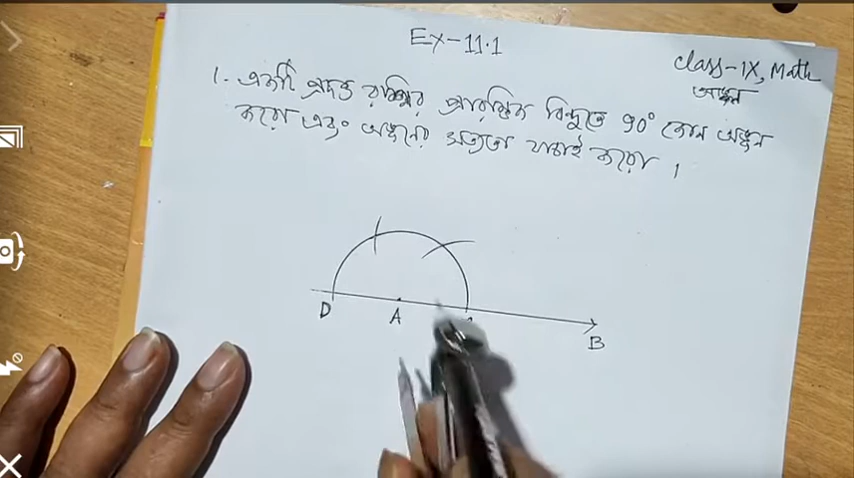 Ex-11.1
Class-IX, Math
অঙ্কন
1. একটি প্রদত্ত রশ্মির প্রারম্ভিক বিন্দুতে 90° কোন অঙ্কন
করো এবং অঙ্কনের সত্যতা যাচাই করো।
D
A
B